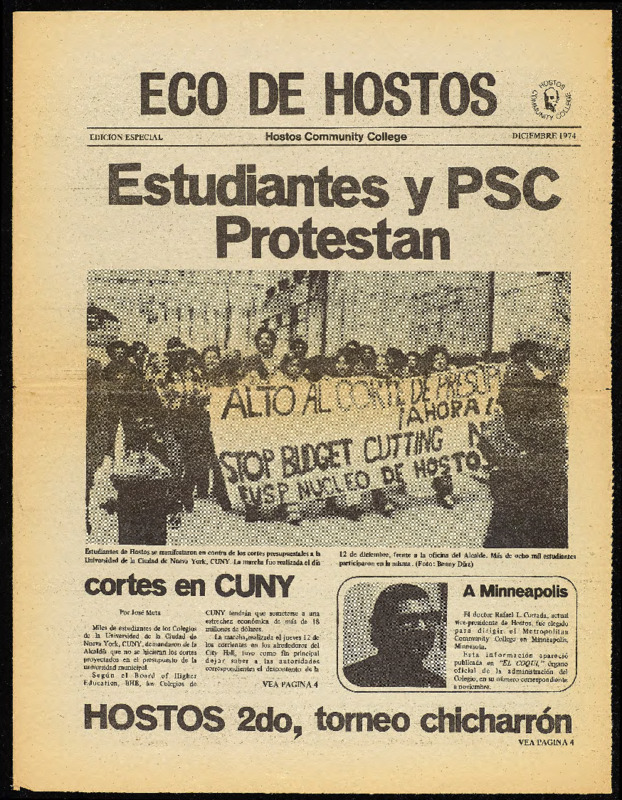 ECO DE HOSTOS
HOSTOS COMMUNITY COLLEGE
EDICION ESPECIAL
Hostos Community College
DICIEMBRE 1974
Estudiantes y PSC
Protestan
ALTO AL CORTE DE PRESUP
¡AHORA!
STOP BUDGET CUTTING N
FUSP NUCLEO DE HOSTOS
Estudiantes de Hostos se manifestaron en contra de los cortes presupuestales a la
Universidad de la Ciudad de Nueva York, CUNY. La marcha fue realizada el día
12 de diciembre, frente a la oficina del Alcalde. Más de ocho mil estudiantes
participaron en la misma. (Foto: Benny Díaz)
cortes en CUNY
Por José Mota
Miles de estudiantes de los Colegios
de la Universidad de la Ciudad de
Nueva York, CUNY, demandaron de la
Alcaldía que no se hicieran los cortes
proyectados en el presupuesto de la
universidad municipal.
Según el Board of Higher
Education, BHE, los Colegios de
CUNY tendrán que someterse a una
estrechez económica de más de 18
millones de dólares.
La marcha, realizada el jueves 12 de
los corrientes en los alrededores del
City Hall, tuvo como fin principal
dejar saber a las autoridades
correspondientes el descontento de la
VEA PAGINA 4
A Minneapolis
El doctor Rafael L. Cortada, actual
vice-presidente de Hostos, fue elegido
para dirigir el Metropolitan
Community College en Minneapolis,
Minnesota.
Esta información apareció
publicada en "EL COQUI," órgano
oficial de la administración del
Colegio, en su número correspondiente
a noviembre.
HOSTOS 2do, torneo chicharrón
VEA PAGINA 4